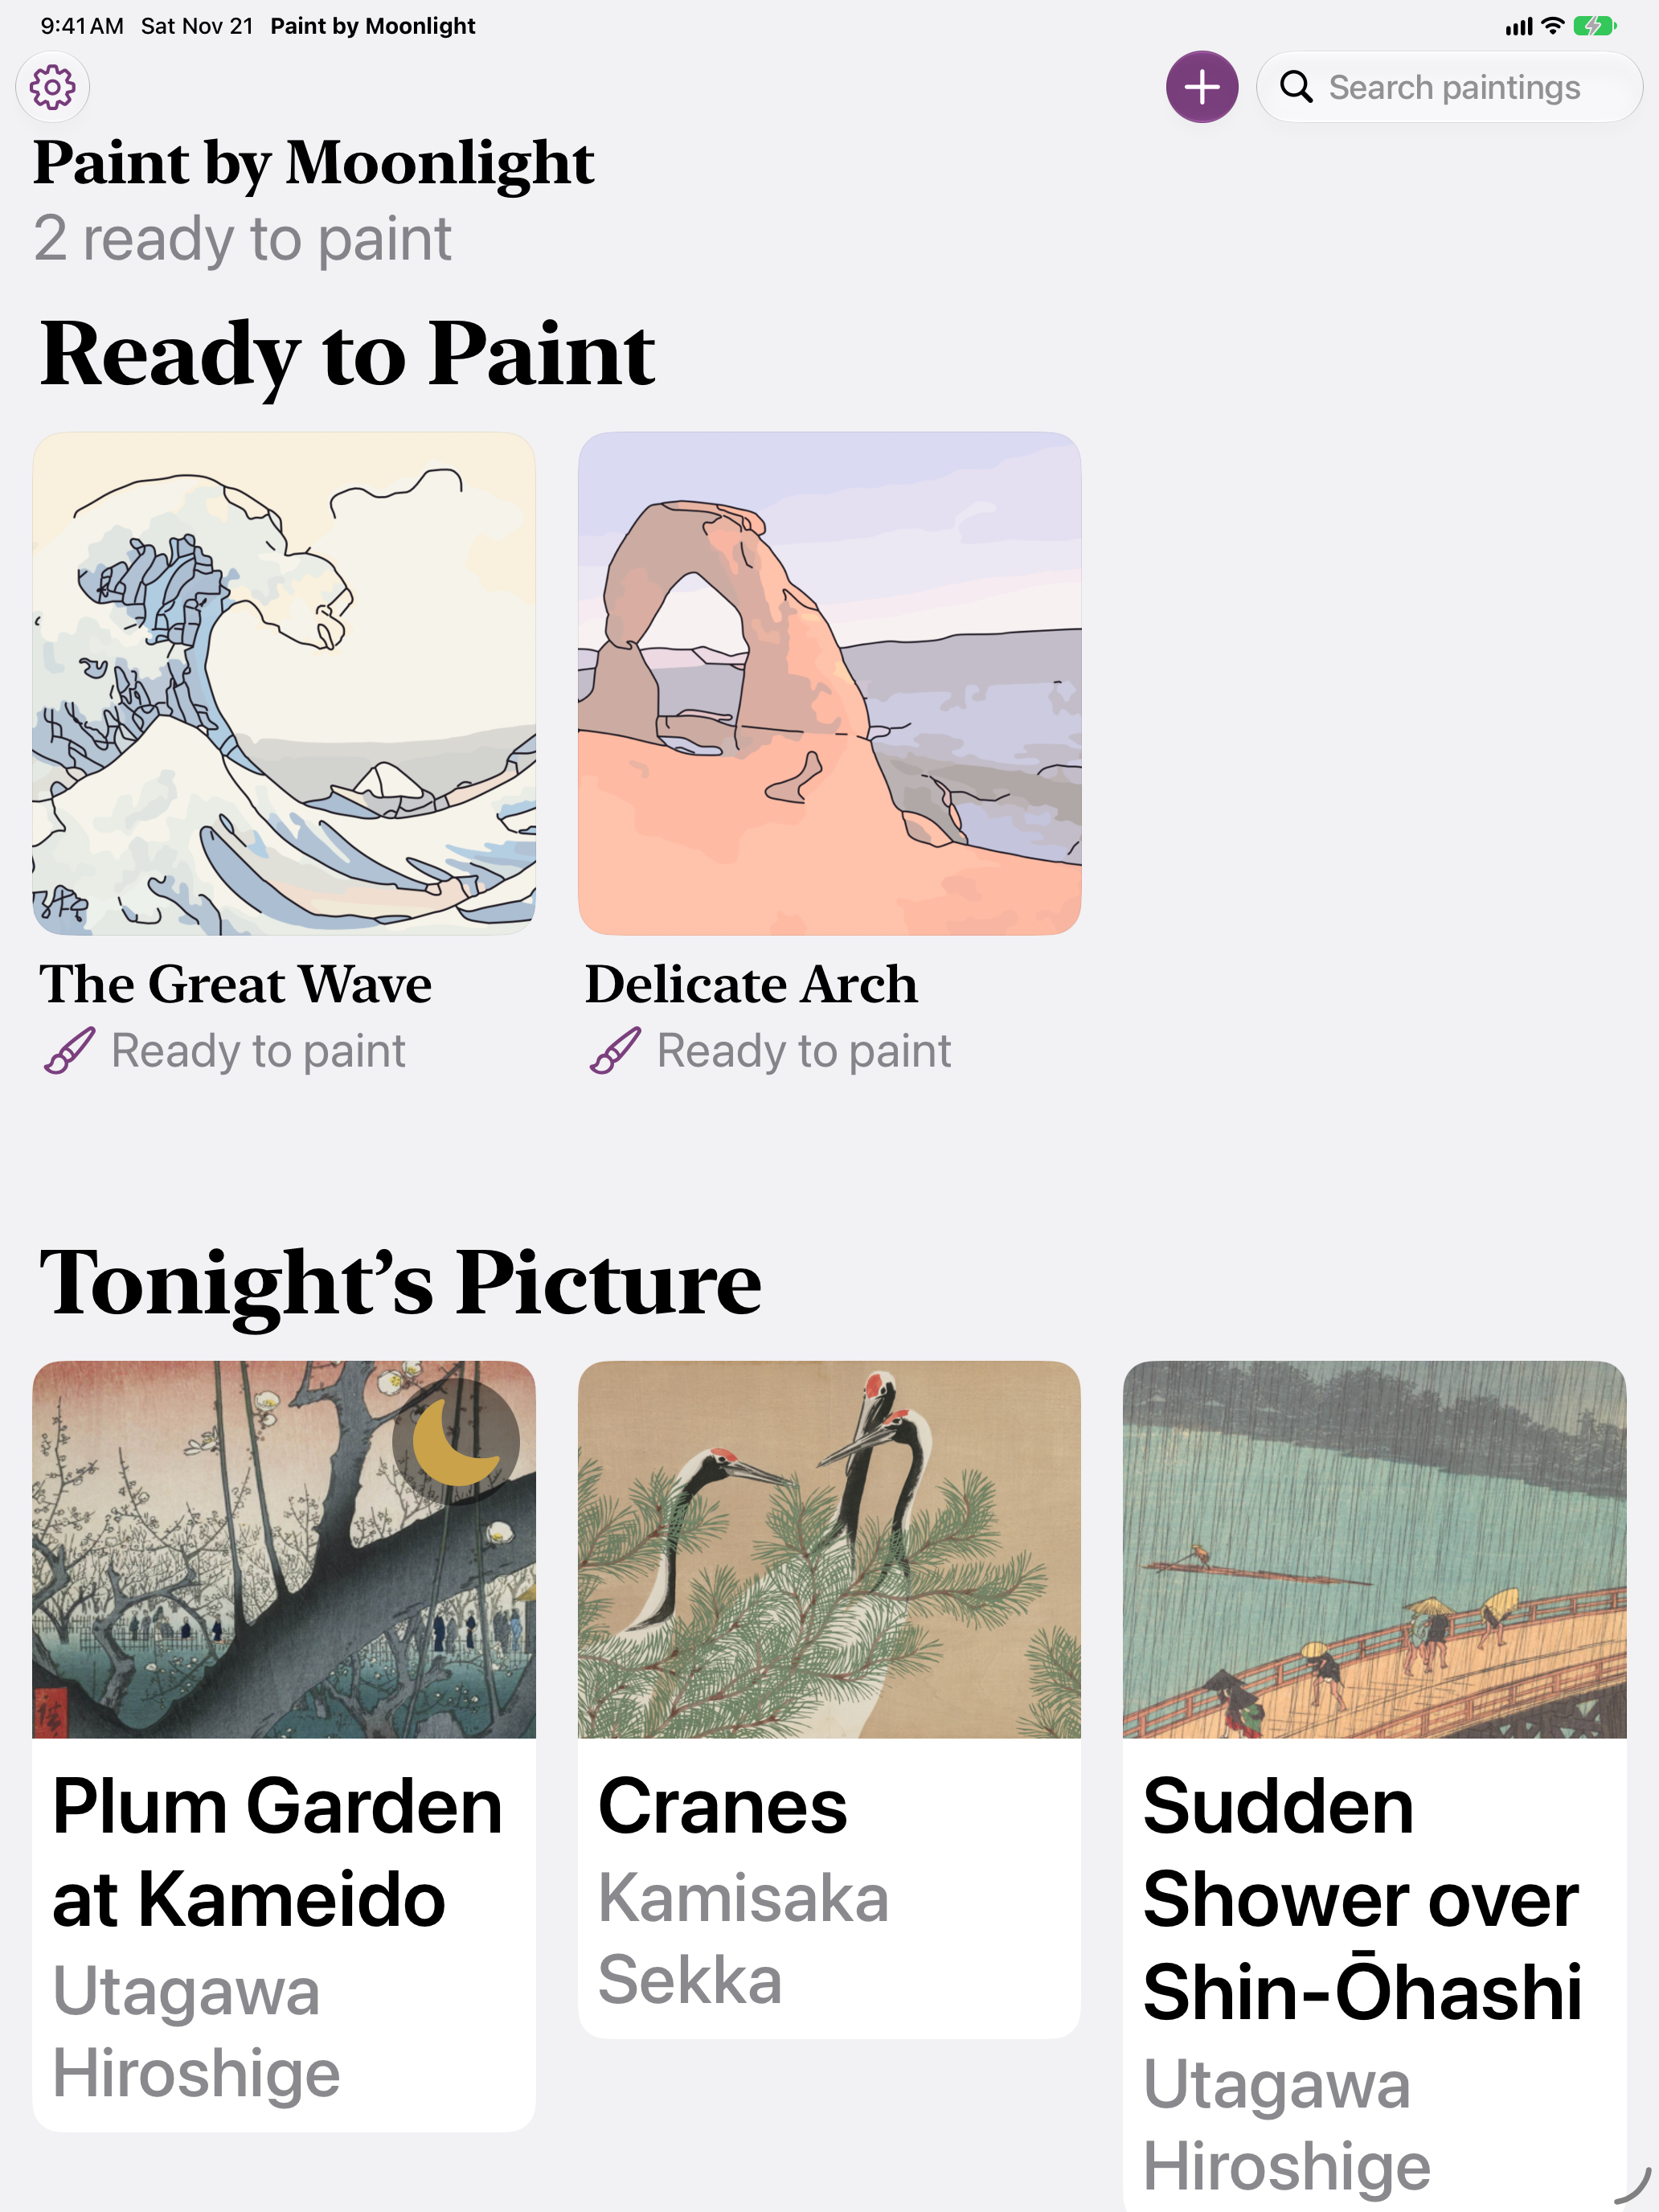 9:41 AM Sat Nov 21 Paint by Moonlight
Search paintings
Paint by Moonlight
2 ready to paint
Ready to Paint
The Great Wave
Ready to paint
Delicate Arch
Ready to paint
Tonight’s Picture
Plum Garden
at Kameido
Utagawa
Hiroshige
Cranes
Kamisaka
Sekka
Sudden
Shower over
Shin-Ōhashi
Utagawa
Hiroshige